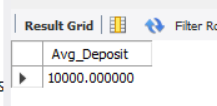 Result Grid Filter Ro
Avg_Deposit
10000.000000
s